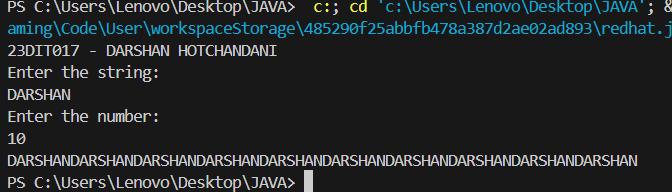 PS C:\Users\Lenovo\Desktop\JAVA>  c:; cd 'c:\Users\Lenovo\Desktop\JAVA'; &
aming\Code\User\workspaceStorage\485290f25abbfb478a387d2ae02ad893\redhat.j
23DIT017 - DARSHAN HOTCHANDANI
Enter the string:
DARSHAN
Enter the number:
10
DARSHANDARSHANDARSHANDARSHANDARSHANDARSHANDARSHANDARSHANDARSHANDARSHAN
PS C:\Users\Lenovo\Desktop\JAVA>